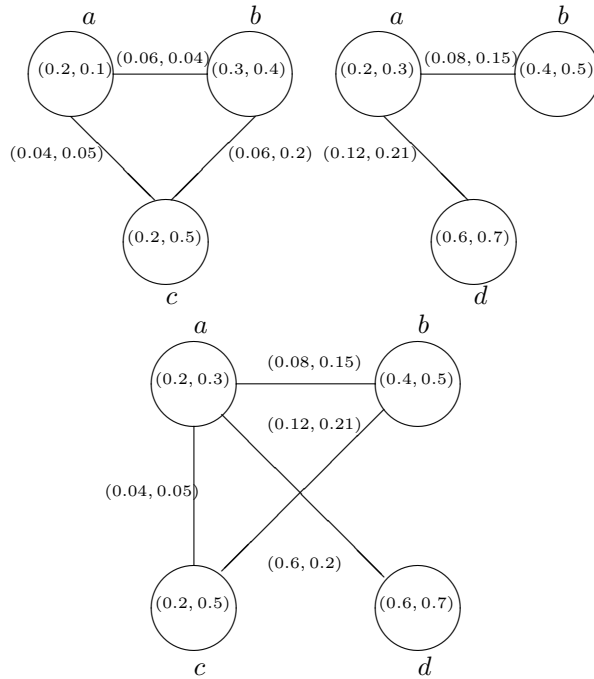 a b a b
(0.2, 0.1) (0.06, 0.04) (0.3, 0.4) (0.2, 0.3) (0.08, 0.15) (0.4, 0.5)
(0.04, 0.05) (0.06, 0.2) (0.12, 0.21)
(0.2, 0.5) (0.6, 0.7)
c d
a b
(0.08, 0.15)
(0.2, 0.3) (0.4, 0.5)
(0.12, 0.21)
(0.04, 0.05)
(0.6, 0.2)
(0.2, 0.5) (0.6, 0.7)
c d